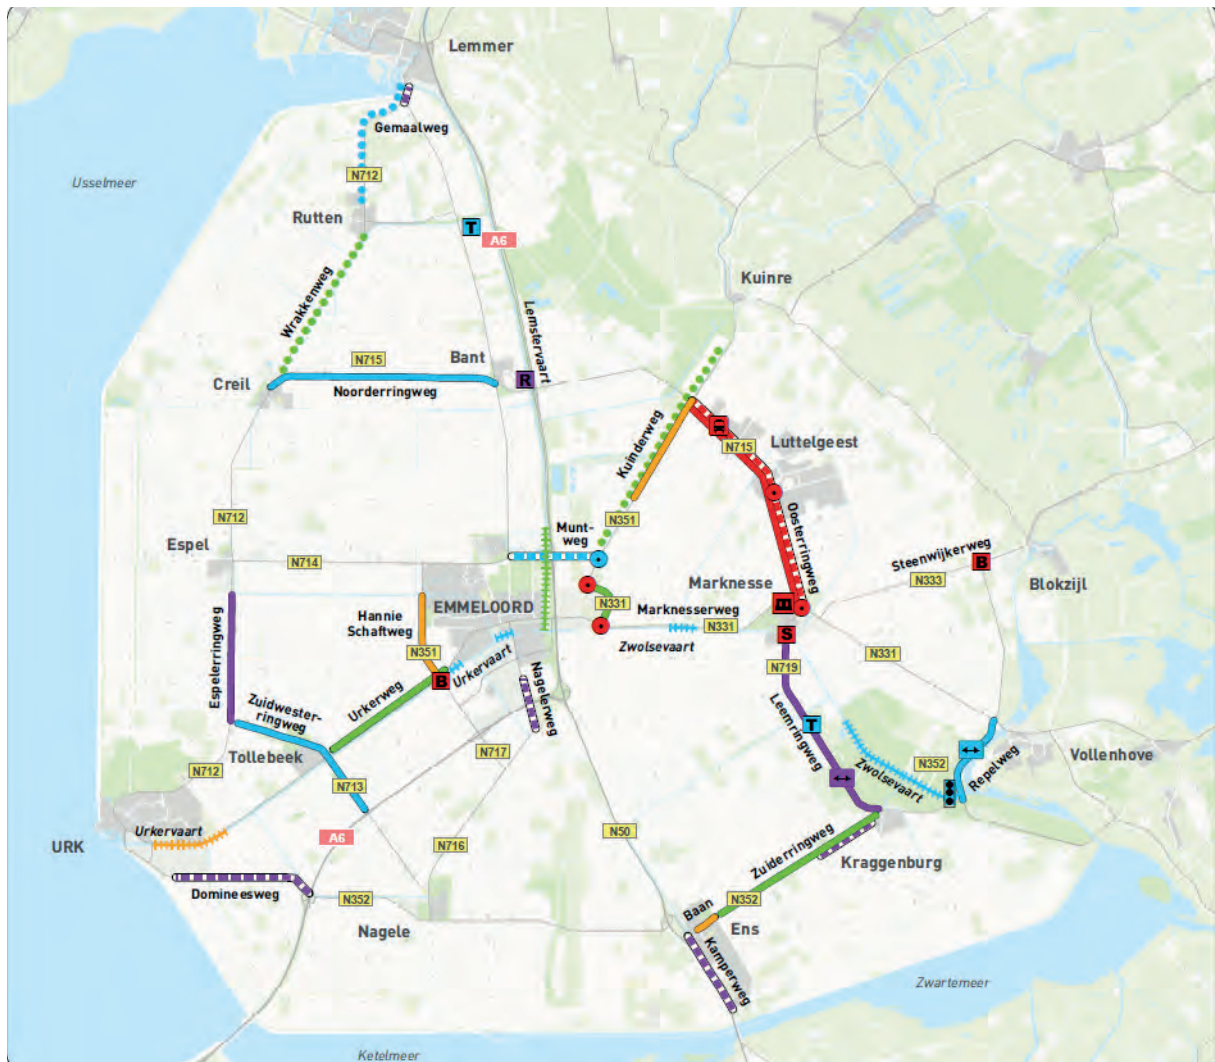 Lemmer
Gemaalweg
IJsselmeer
N712
Rutten
T
A6
Kuinre
Wrakkenweg
Lemstervaart
N715
Bant
Creil
R
Noorderringweg
Kuinderweg
Luttelgeest
N715
N712
N351
Munt-
weg
Oosterringweg
Espel
N714
Steenwijkerweg
B
N333
Blokzijl
Marknesse
EMMELOORD
N331
Marknesserweg
N331
Hannie
Schaftweg
Zwolsevaart
S
N351
N331
Urkervaart
N719
Espelerringweg
B
Urkerweg
Nagelerweg
Leemringweg
Zuidwester-
ringweg
T
Tollebeek
N717
Vollenhove
N712
N713
Zwolsevaart
N352
Repelweg
Urkervaart
A6
N50
URK
N716
Zuiderringweg
Kraggenburg
Domineesweg
N352
N352
Baan
Ens
Nagele
Kamperweg
Zwartemeer
Ketelmeer